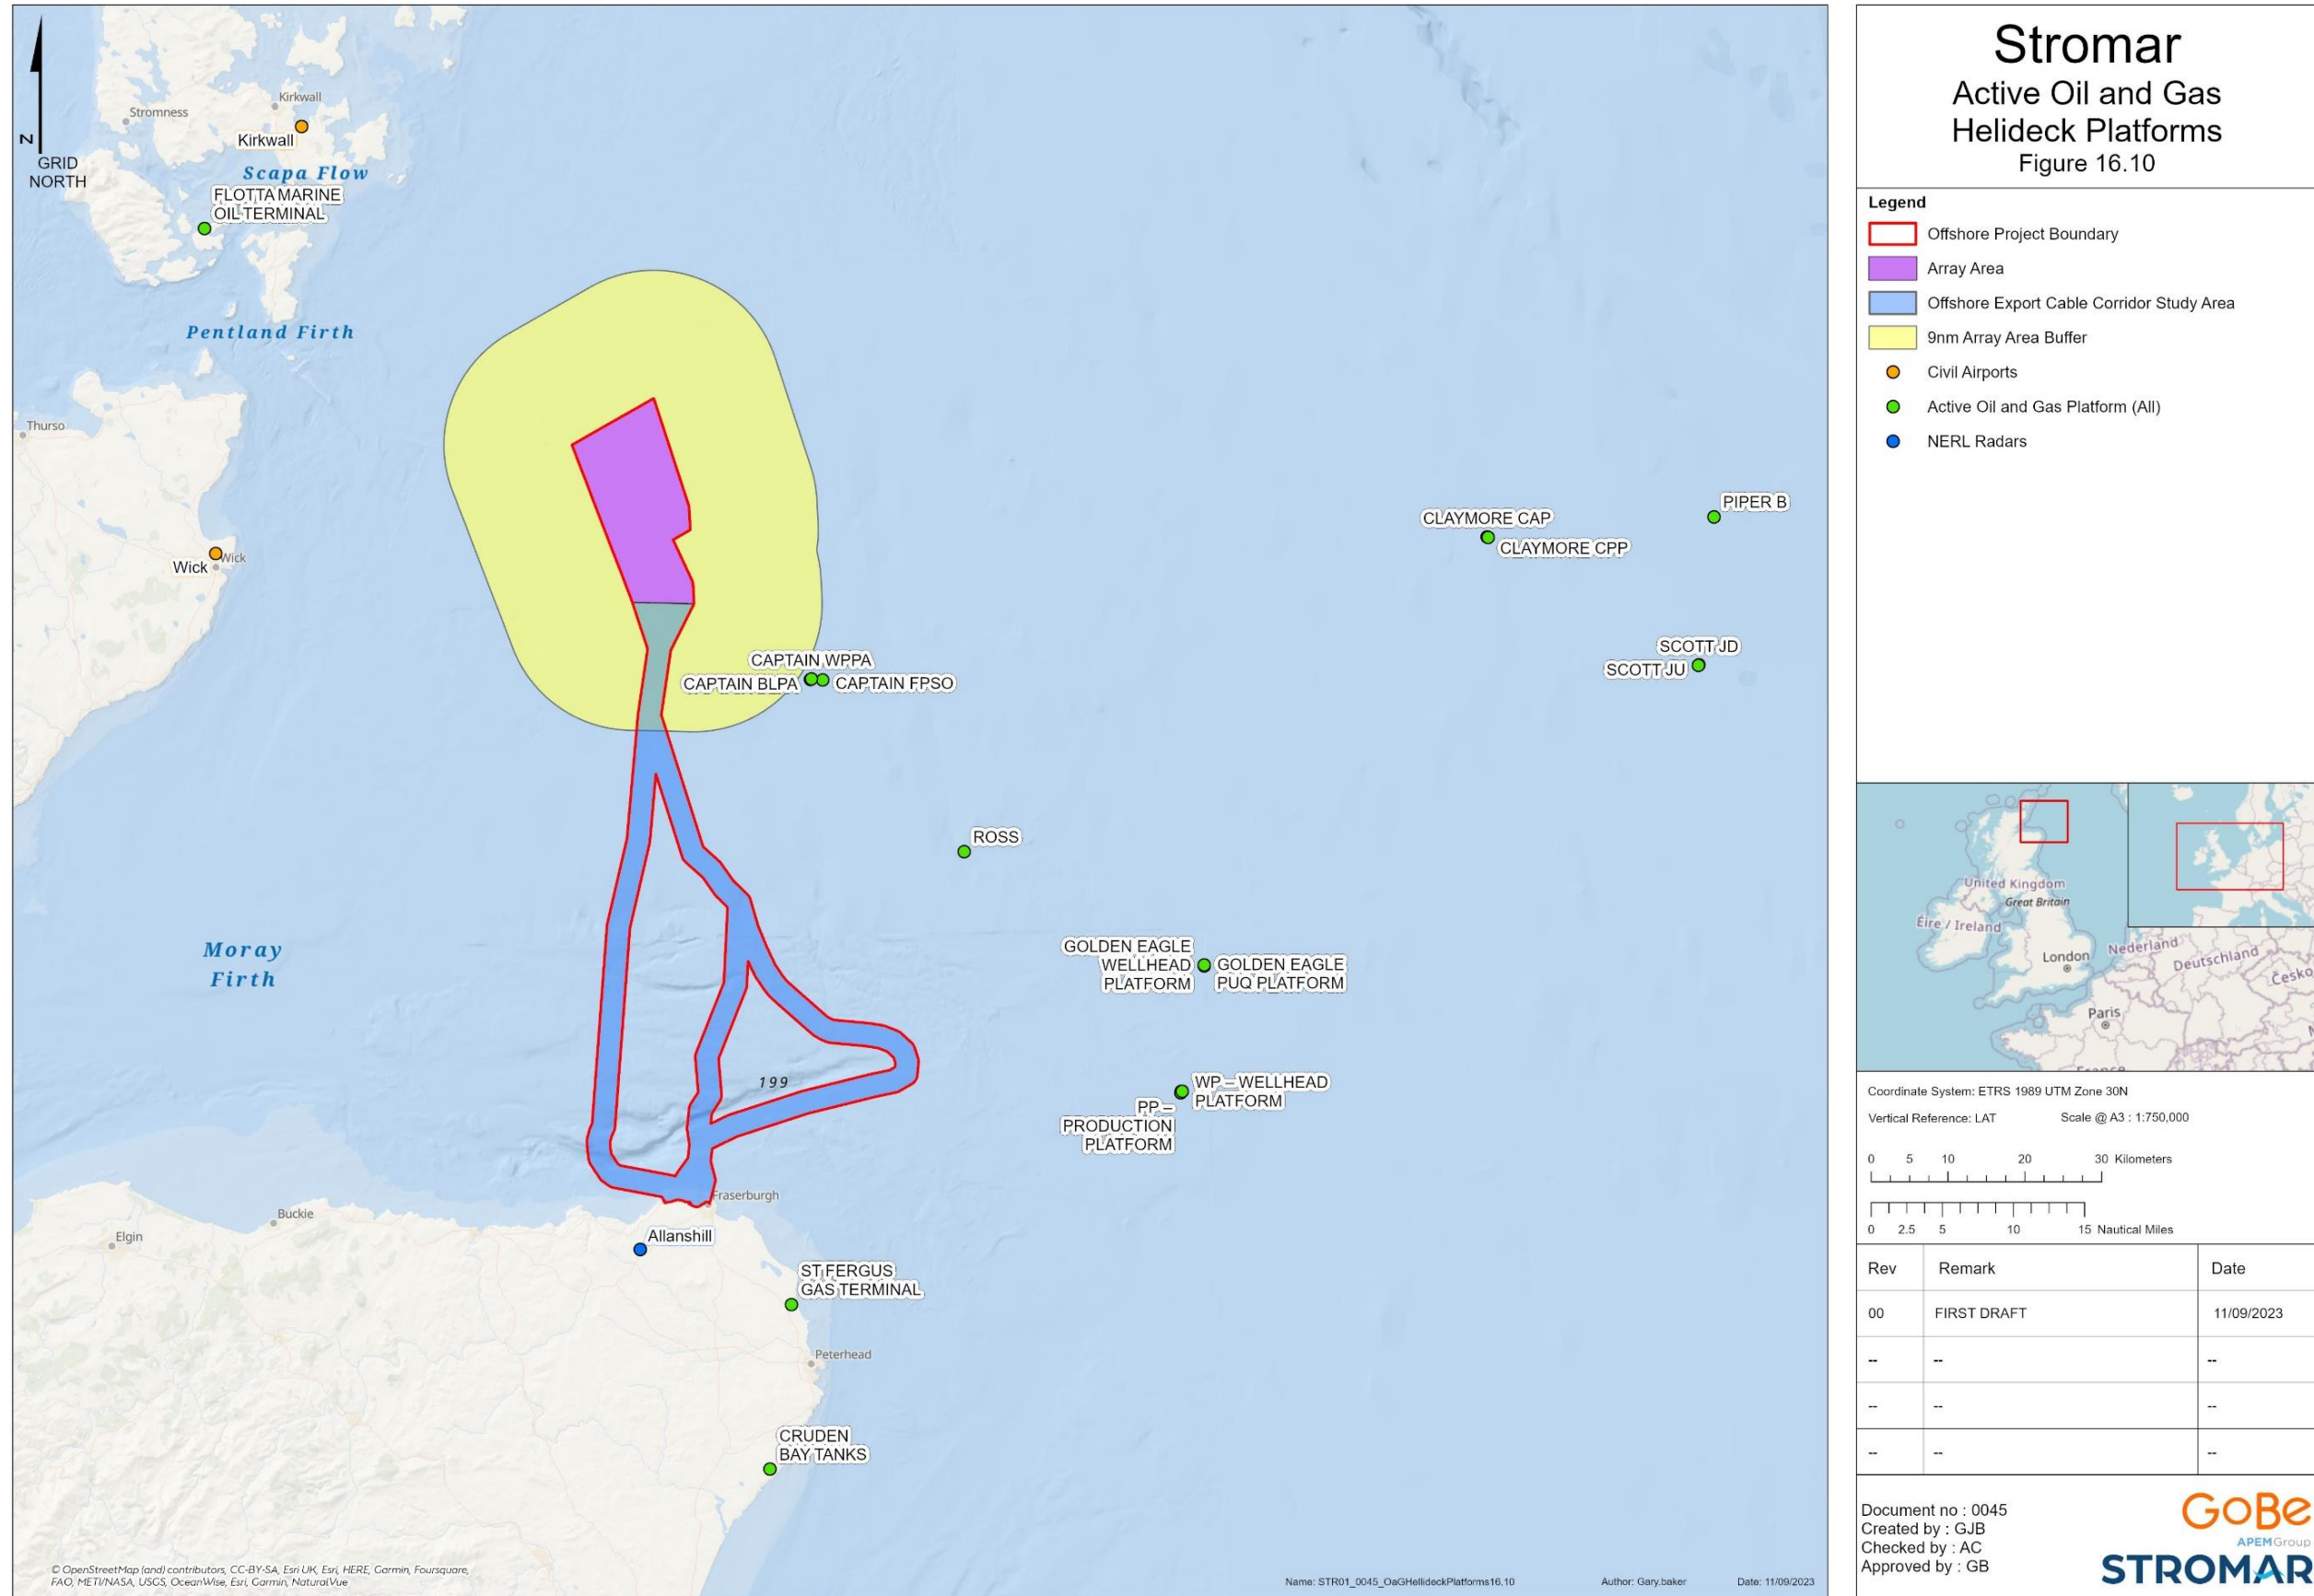 Stromness
Kirkwall
Kirkwall
N
GRID
NORTH
Scapa Flow
FLOTTA MARINE
OIL TERMINAL
Pentland Firth
Thurso
Wick
Wick
CLAYMORE CAP
CLAYMORE CPP
PIPER B
SCOTT JD
SCOTT JU
CAPTAIN WPPA
CAPTAIN BLPA
CAPTAIN FPSO
ROSS
Moray
Firth
GOLDEN EAGLE
WELLHEAD
PLATFORM
GOLDEN EAGLE
PUQ PLATFORM
199
WP – WELLHEAD
PLATFORM
PP –
PRODUCTION
PLATFORM
Fraserburgh
Buckie
Elgin
Allanshill
ST FERGUS
GAS TERMINAL
Peterhead
CRUDEN
BAY TANKS
© OpenStreetMap (and) contributors, CC-BY-SA, Esri UK, Esri, HERE, Garmin, Foursquare,
FAO, METI/NASA, USGS, OceanWise, Esri, Garmin, NaturalVue
Name: STR01_0045_OaGHellideckPlatforms16.10 Author: Gary.baker Date: 11/09/2023
Stromar
Active Oil and Gas
Helideck Platforms
Figure 16.10
Legend
Offshore Project Boundary
Array Area
Offshore Export Cable Corridor Study Area
9nm Array Area Buffer
Civil Airports
Active Oil and Gas Platform (All)
NERL Radars
United Kingdom
Great Britain
Éire / Ireland
London
Nederland
Deutschland
Česko
Paris
France
Coordinate System: ETRS 1989 UTM Zone 30N
Vertical Reference: LAT Scale @ A3 : 1:750,000
0 5 10 20 30 Kilometers
0 2.5 5 10 15 Nautical Miles
Rev Remark Date
00 FIRST DRAFT 11/09/2023
-- -- --
-- -- --
-- -- --
Document no : 0045
Created by : GJB
Checked by : AC
Approved by : GB
GoBe
APEMGroup
STROMAR